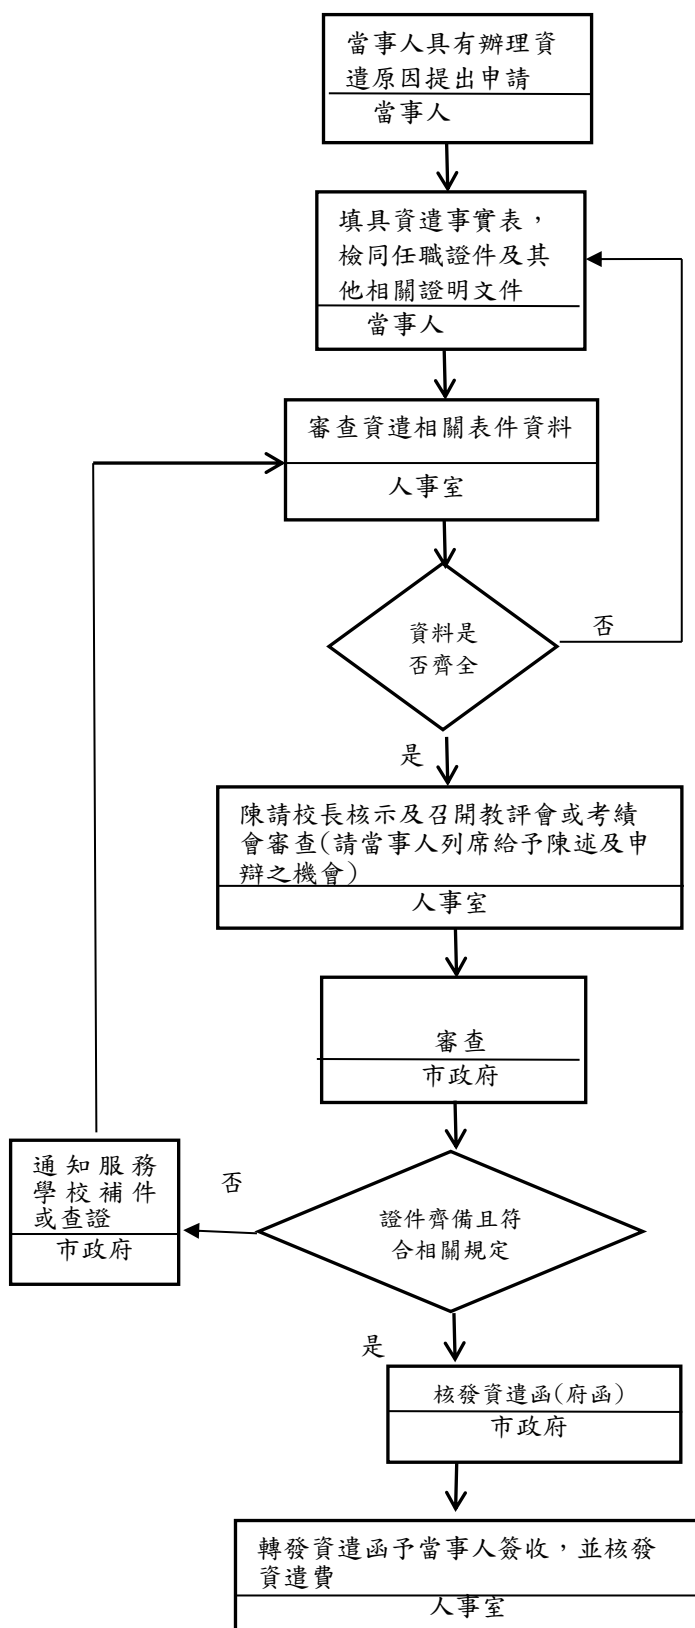 當事人具有辦理資
遣原因提出申請
當事人
填具資遣事實表，
檢同任職證件及其
他相關證明文件
當事人
審查資遣相關表件資料
人事室
資料是
否齊全
否
是
陳請校長核示及召開教評會或考績
會審查(請當事人列席給予陳述及申
辯之機會)
人事室
審查
市政府
通知服務
學校補件
或查證
市政府
否
證件齊備且符
合相關規定
是
核發資遣函(府函)
市政府
轉發資遣函予當事人簽收，並核發
資遣費
人事室